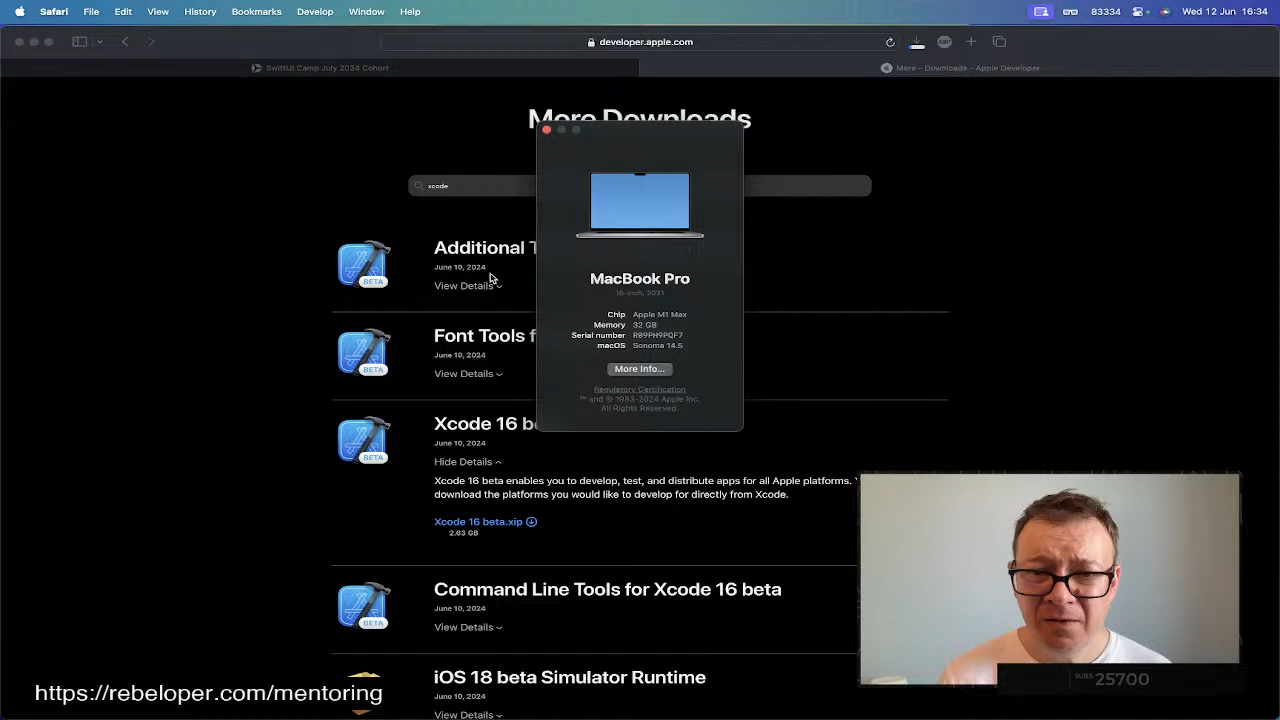 Safari File Edit View History Bookmarks Develop Window Help 83334 Wed 12 Jun 16:34
developer.apple.com
SwiftUI Camp July 2024 Cohort
More - Downloads - Apple Developer
More Downloads
xcode
Additional T
June 10, 2024
View Details
BETA
MacBook Pro
16-inch, 2021
Chip Apple M1 Max
Memory 32 GB
Serial number R09PH9PQF7
macOS Sonoma 14.5
More Info...
Regulatory Certification
™ and © 1983-2024 Apple Inc.
All Rights Reserved.
Font Tools f
June 10, 2024
View Details
BETA
Xcode 16 b
June 10, 2024
Hide Details
BETA
Xcode 16 beta enables you to develop, test, and distribute apps for all Apple platforms.
download the platforms you would like to develop for directly from Xcode.
Xcode 16 beta.xip
2.63 GB
Command Line Tools for Xcode 16 beta
June 10, 2024
View Details
BETA
iOS 18 beta Simulator Runtime
June 10, 2024
View Details
https://rebeloper.com/mentoring
SUBS: 25700